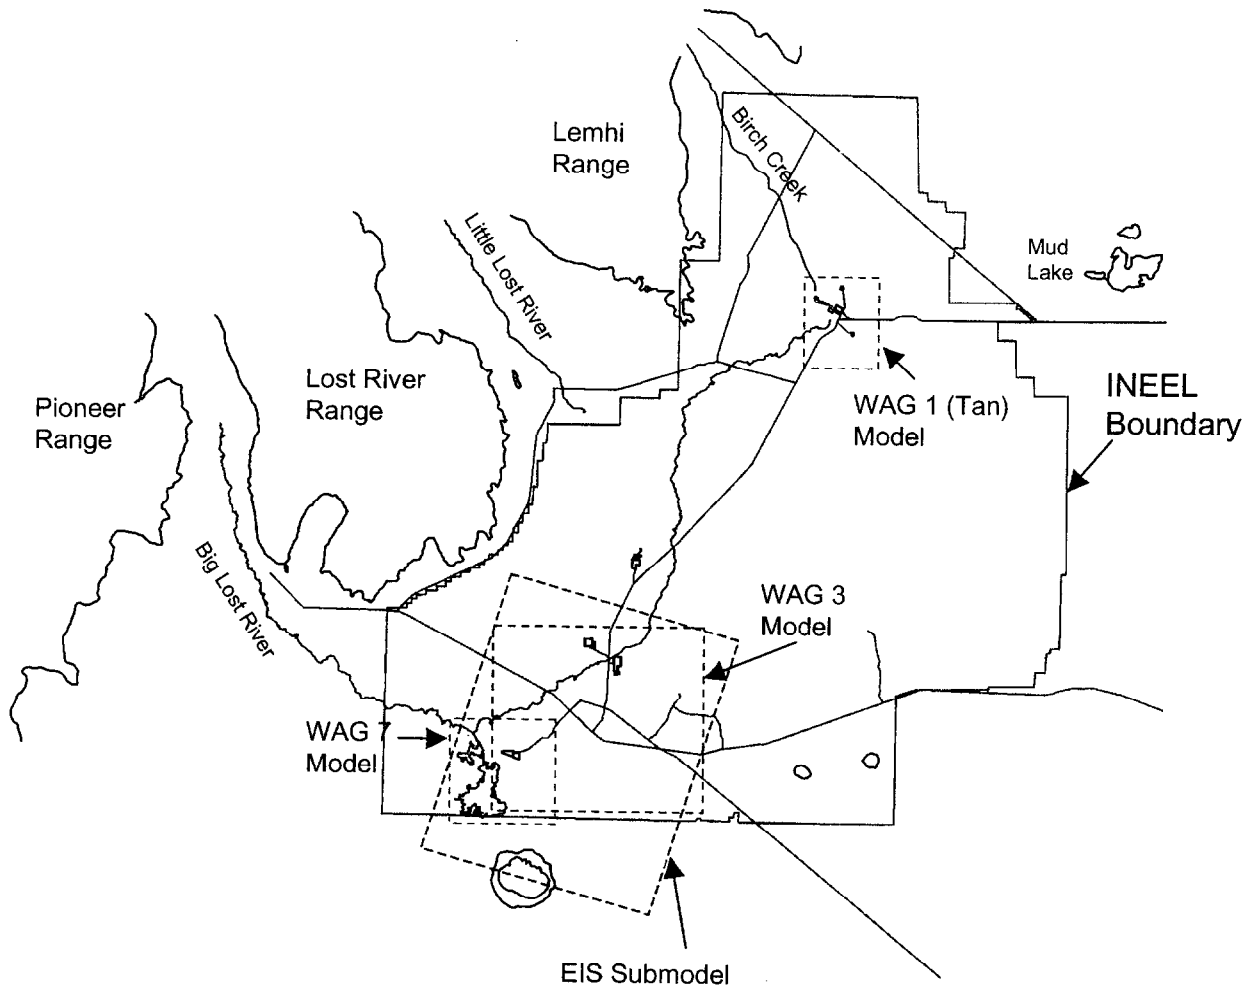 Lemhi
Range
Birch Creek
Little Lost River
Mud
Lake
Lost River
Range
Pioneer
Range
WAG 1 (Tan)
Model
INEEL
Boundary
Big Lost River
WAG 3
Model
WAG 7
Model
EIS Submodel